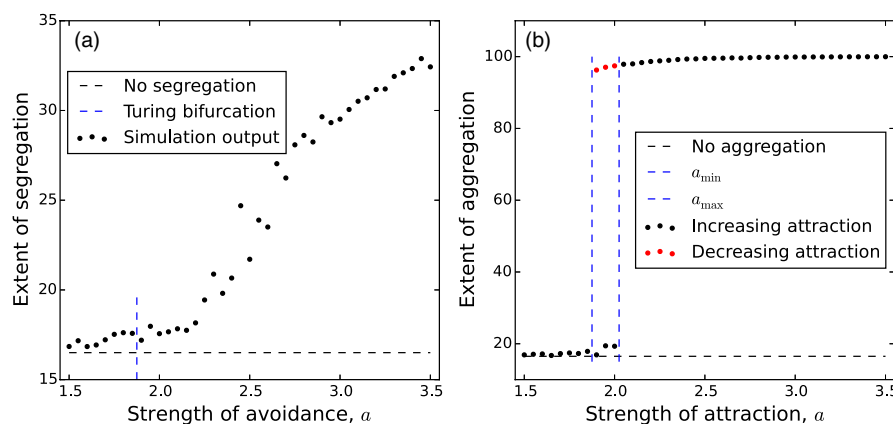 (a)
Extent of segregation
35
30
25
20
15
No segregation
Turing bifurcation
Simulation output
1.5 2.0 2.5 3.0 3.5
Strength of avoidance, a
(b)
Extent of aggregation
100
80
60
40
20
No aggregation
a_min
a_max
Increasing attraction
Decreasing attraction
1.5 2.0 2.5 3.0 3.5
Strength of attraction, a